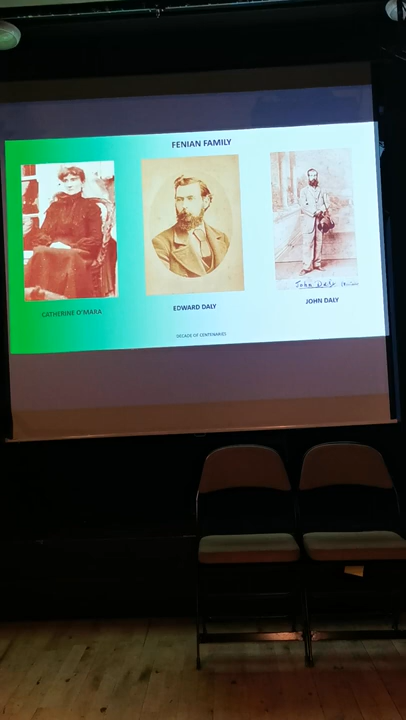 FENIAN FAMILY
CATHERINE O'MARA
EDWARD DALY
John Daly
JOHN DALY
DECADE OF CENTENARIES